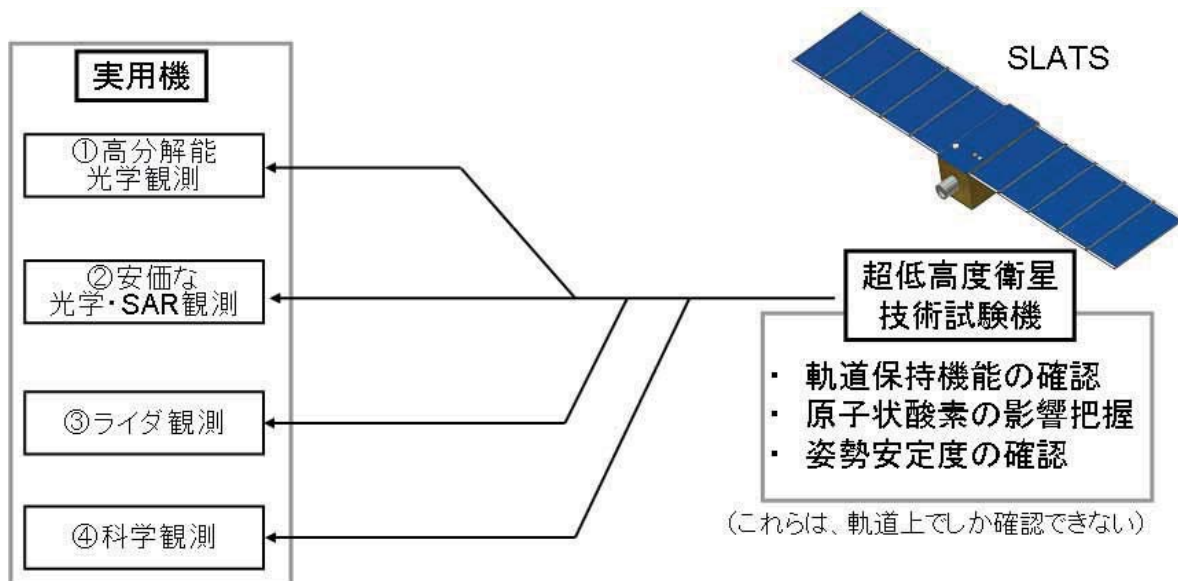 実用機
①高分解能
光学観測
②安価な
光学・SAR観測
③ライダ観測
④科学観測
SLATS
超低高度衛星
技術試験機
・ 軌道保持機能の確認
・ 原子状酸素の影響把握
・ 姿勢安定度の確認
(これらは、軌道上でしか確認できない)